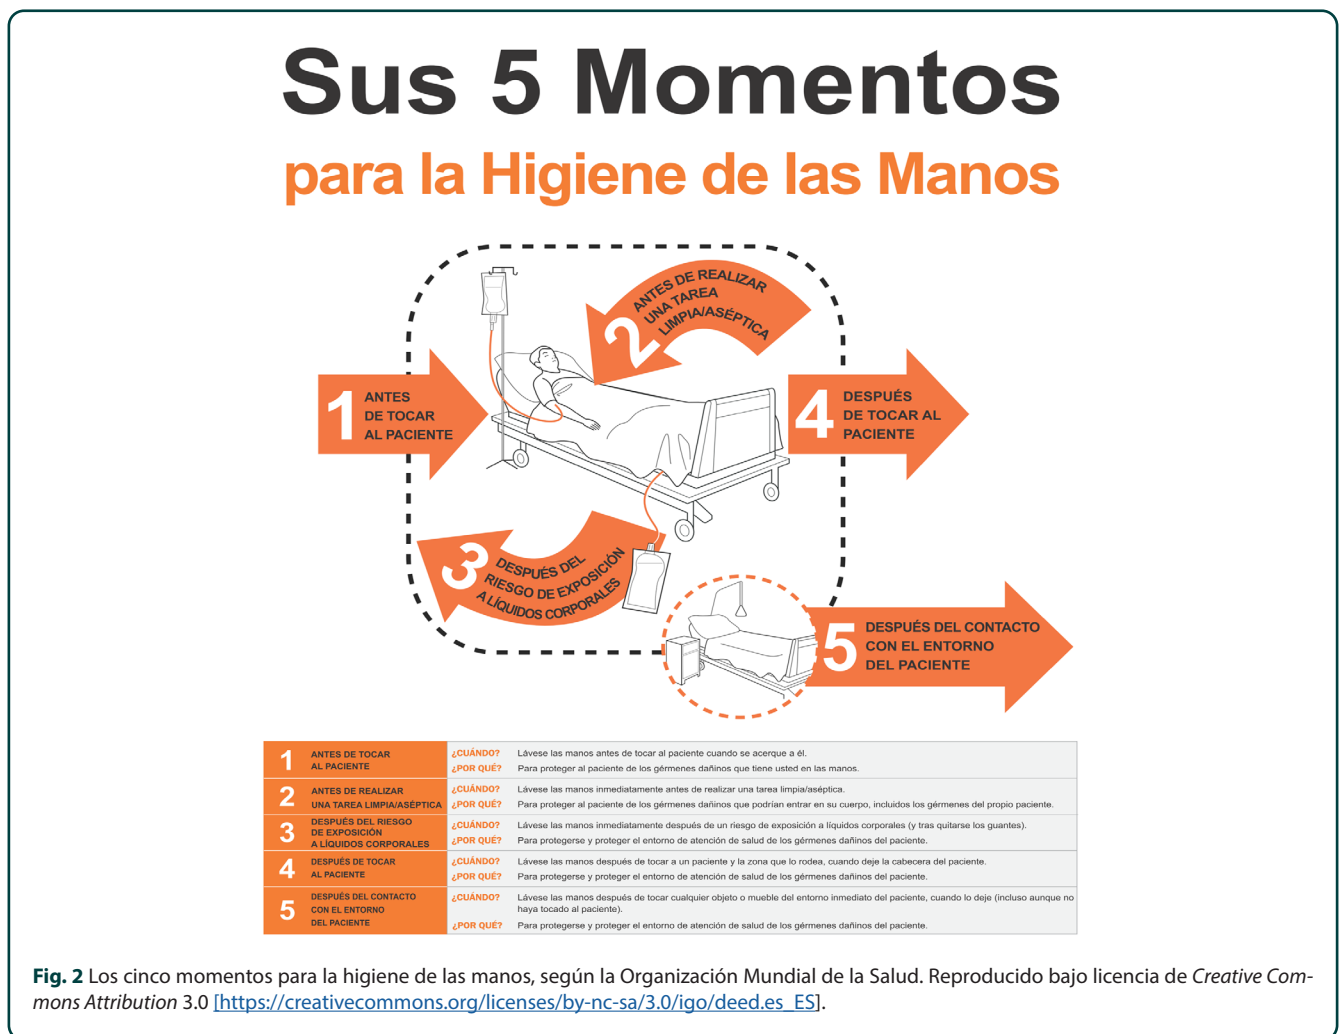 Sus 5 Momentos
para la Higiene de las Manos
1 ANTES
DE TOCAR
AL PACIENTE
2 ANTES DE REALIZAR
UNA TAREA
LIMPIA/ASÉPTICA
3 DESPUÉS DEL
RIESGO DE EXPOSICIÓN
A LÍQUIDOS CORPORALES
4 DESPUÉS
DE TOCAR AL
PACIENTE
5 DESPUÉS DEL CONTACTO
CON EL ENTORNO
DEL PACIENTE
1 ANTES DE TOCAR
AL PACIENTE
¿CUÁNDO? Lávese las manos antes de tocar al paciente cuando se acerque a él.
¿POR QUÉ? Para proteger al paciente de los gérmenes dañinos que tiene usted en las manos.
2 ANTES DE REALIZAR
UNA TAREA LIMPIA/ASÉPTICA
¿CUÁNDO? Lávese las manos inmediatamente antes de realizar una tarea limpia/aséptica.
¿POR QUÉ? Para proteger al paciente de los gérmenes dañinos que podrían entrar en su cuerpo, incluidos los gérmenes del propio paciente.
3 DESPUÉS DEL RIESGO
DE EXPOSICIÓN
A LÍQUIDOS CORPORALES
¿CUÁNDO? Lávese las manos inmediatamente después de un riesgo de exposición a líquidos corporales (y tras quitarse los guantes).
¿POR QUÉ? Para protegerse y proteger el entorno de atención de salud de los gérmenes dañinos del paciente.
4 DESPUÉS DE TOCAR
AL PACIENTE
¿CUÁNDO? Lávese las manos después de tocar a un paciente y la zona que lo rodea, cuando deje la cabecera del paciente.
¿POR QUÉ? Para protegerse y proteger el entorno de atención de salud de los gérmenes dañinos del paciente.
5 DESPUÉS DEL CONTACTO
CON EL ENTORNO
DEL PACIENTE
¿CUÁNDO? Lávese las manos después de tocar cualquier objeto o mueble del entorno inmediato del paciente, cuando lo deje (incluso aunque no
haya tocado al paciente).
¿POR QUÉ? Para protegerse y proteger el entorno de atención de salud de los gérmenes dañinos del paciente.
Fig. 2 Los cinco momentos para la higiene de las manos, según la Organización Mundial de la Salud. Reproducido bajo licencia de Creative Com-
mons Attribution 3.0 [https://creativecommons.org/licenses/by-nc-sa/3.0/igo/deed.es_ES].